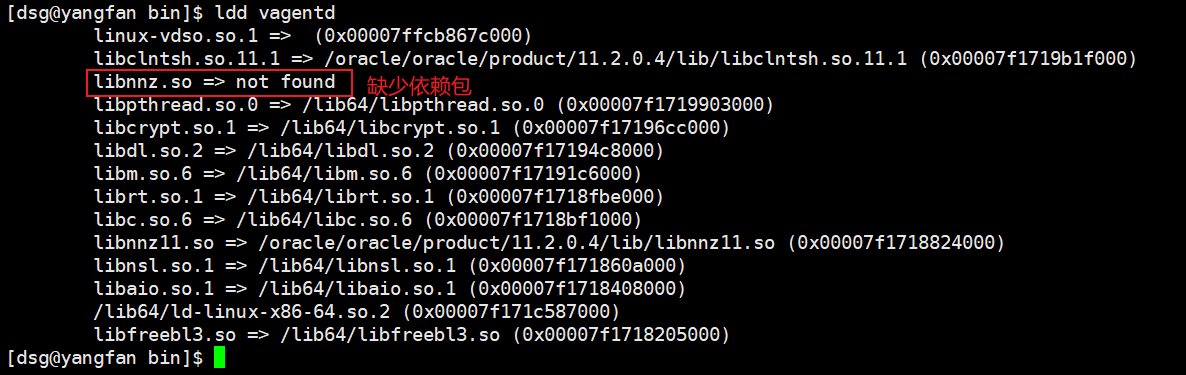 [dsg@yangfan bin]$ ldd vagentd
linux-vdso.so.1 =>  (0x00007ffcb867c000)
libclntsh.so.11.1 => /oracle/oracle/product/11.2.0.4/lib/libclntsh.so.11.1 (0x00007f1719b1f000)
libnnz.so => not found 缺少依赖包
libpthread.so.0 => /lib64/libpthread.so.0 (0x00007f1719903000)
libcrypt.so.1 => /lib64/libcrypt.so.1 (0x00007f17196cc000)
libdl.so.2 => /lib64/libdl.so.2 (0x00007f17194c8000)
libm.so.6 => /lib64/libm.so.6 (0x00007f17191c6000)
librt.so.1 => /lib64/librt.so.1 (0x00007f1718fbe000)
libc.so.6 => /lib64/libc.so.6 (0x00007f1718bf1000)
libnnz11.so => /oracle/oracle/product/11.2.0.4/lib/libnnz11.so (0x00007f1718824000)
libnsl.so.1 => /lib64/libnsl.so.1 (0x00007f171860a000)
libaio.so.1 => /lib64/libaio.so.1 (0x00007f1718408000)
/lib64/ld-linux-x86-64.so.2 (0x00007f171c587000)
libfreebl3.so => /lib64/libfreebl3.so (0x00007f1718205000)
[dsg@yangfan bin]$